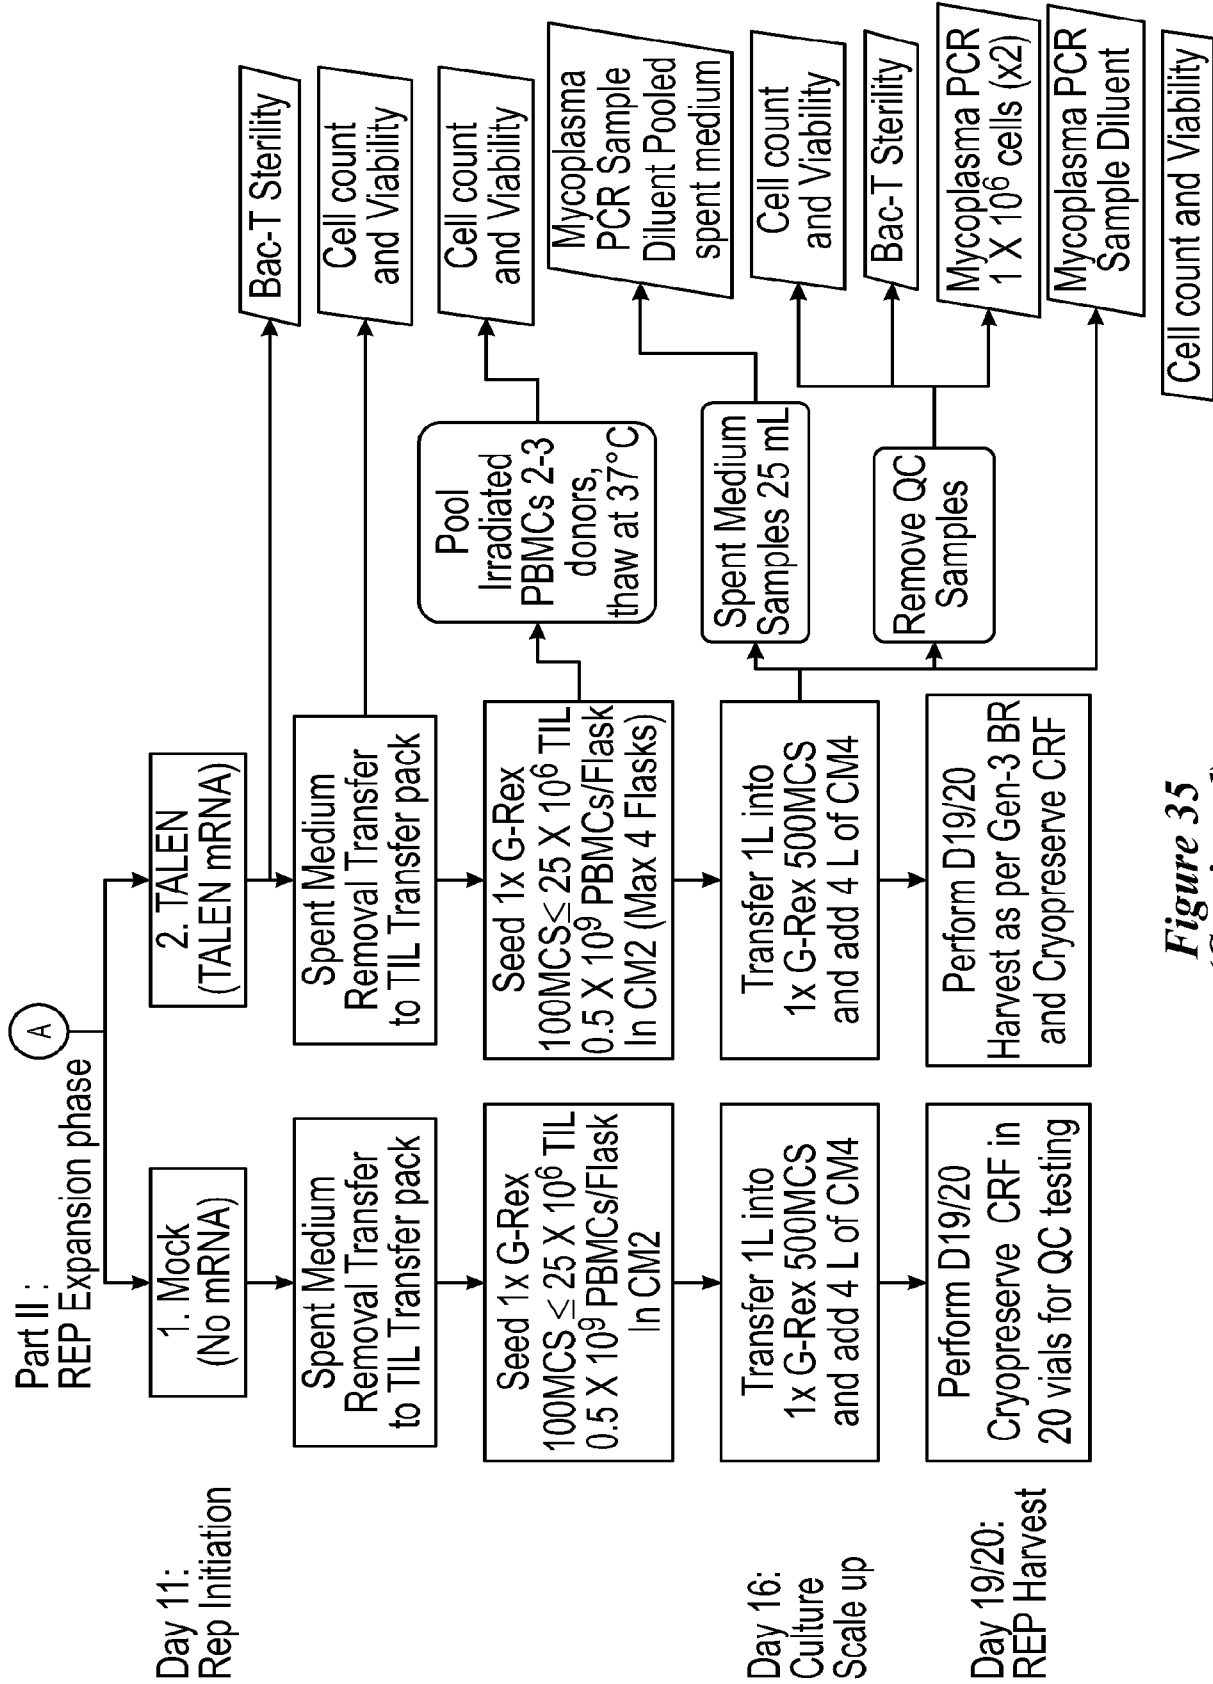 Part II :
REP Expansion phase
A
Day 11:
Rep Initiation
1. Mock
(No mRNA)
2. TALEN
(TALEN mRNA)
Bac-T Sterility
Spent Medium
Removal Transfer
to TIL Transfer pack
Spent Medium
Removal Transfer
to TIL Transfer pack
Cell count
and Viability
Seed 1x G-Rex
100MCS ≤ 25 X 10⁶ TIL
0.5 X 10⁹ PBMCs/Flask
In CM2
Seed 1x G-Rex
100MCS≤ 25 X 10⁶ TIL
0.5 X 10⁹ PBMCs/Flask
In CM2 (Max 4 Flasks)
Pool
Irradiated
PBMCs 2-3
donors,
thaw at 37°C
Cell count
and Viability
Mycoplasma
PCR Sample
Diluent Pooled
spent medium
Day 16:
Culture
Scale up
Transfer 1L into
1x G-Rex 500MCS
and add 4 L of CM4
Transfer 1L into
1x G-Rex 500MCS
and add 4 L of CM4
Spent Medium
Samples 25 mL
Cell count
and Viability
Bac-T Sterility
Remove QC
Samples
Mycoplasma PCR
1 X 10⁶ cells (x2)
Mycoplasma PCR
Sample Diluent
Day 19/20:
REP Harvest
Perform D19/20
Cryopreserve CRF in
20 vials for QC testing
Perform D19/20
Harvest as per Gen-3 BR
and Cryopreserve CRF
Cell count and Viability
Figure 35